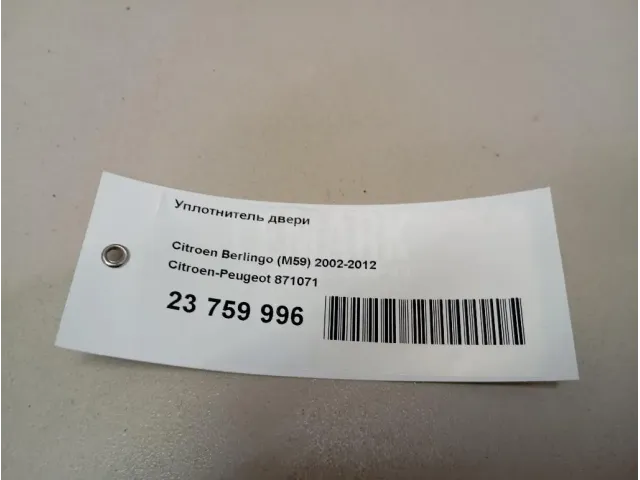 Уплотнитель двери
Citroen Berlingo (M59) 2002-2012
Citroen-Peugeot 871071
23 759 996